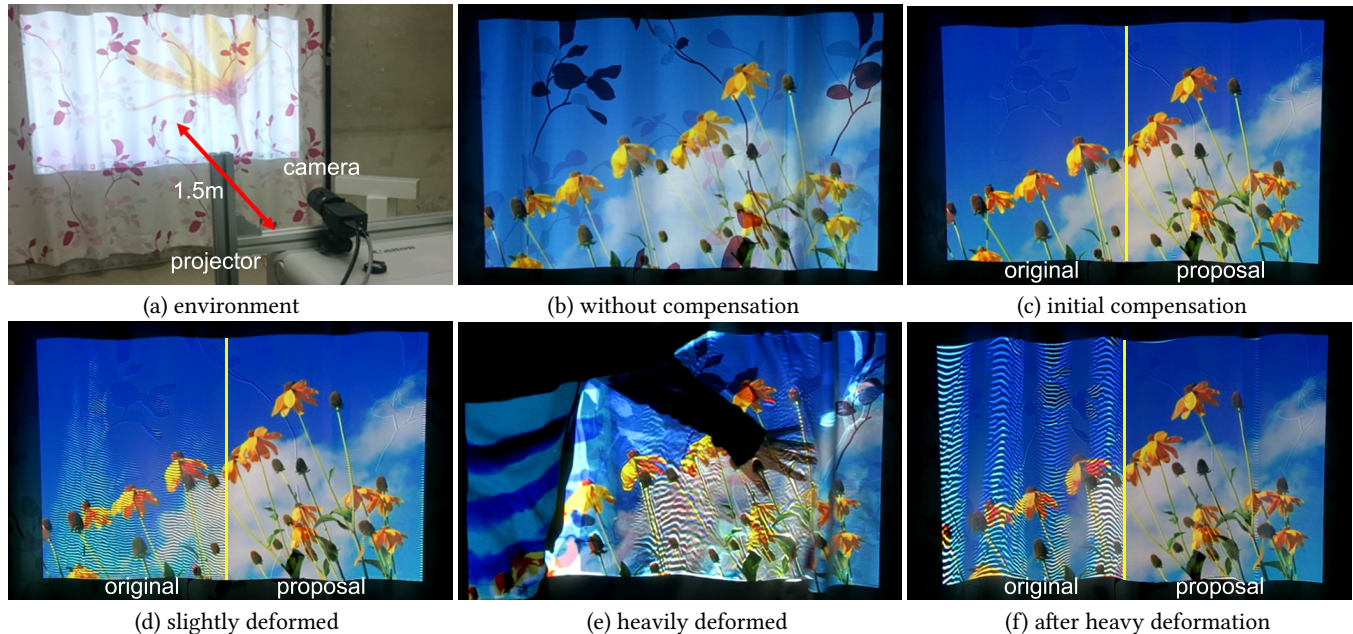 camera
1.5m
projector
CANON
(a) environment
(b) without compensation
original
proposal
(c) initial compensation
original
proposal
(d) slightly deformed
(e) heavily deformed
original
proposal
(f) after heavy deformation